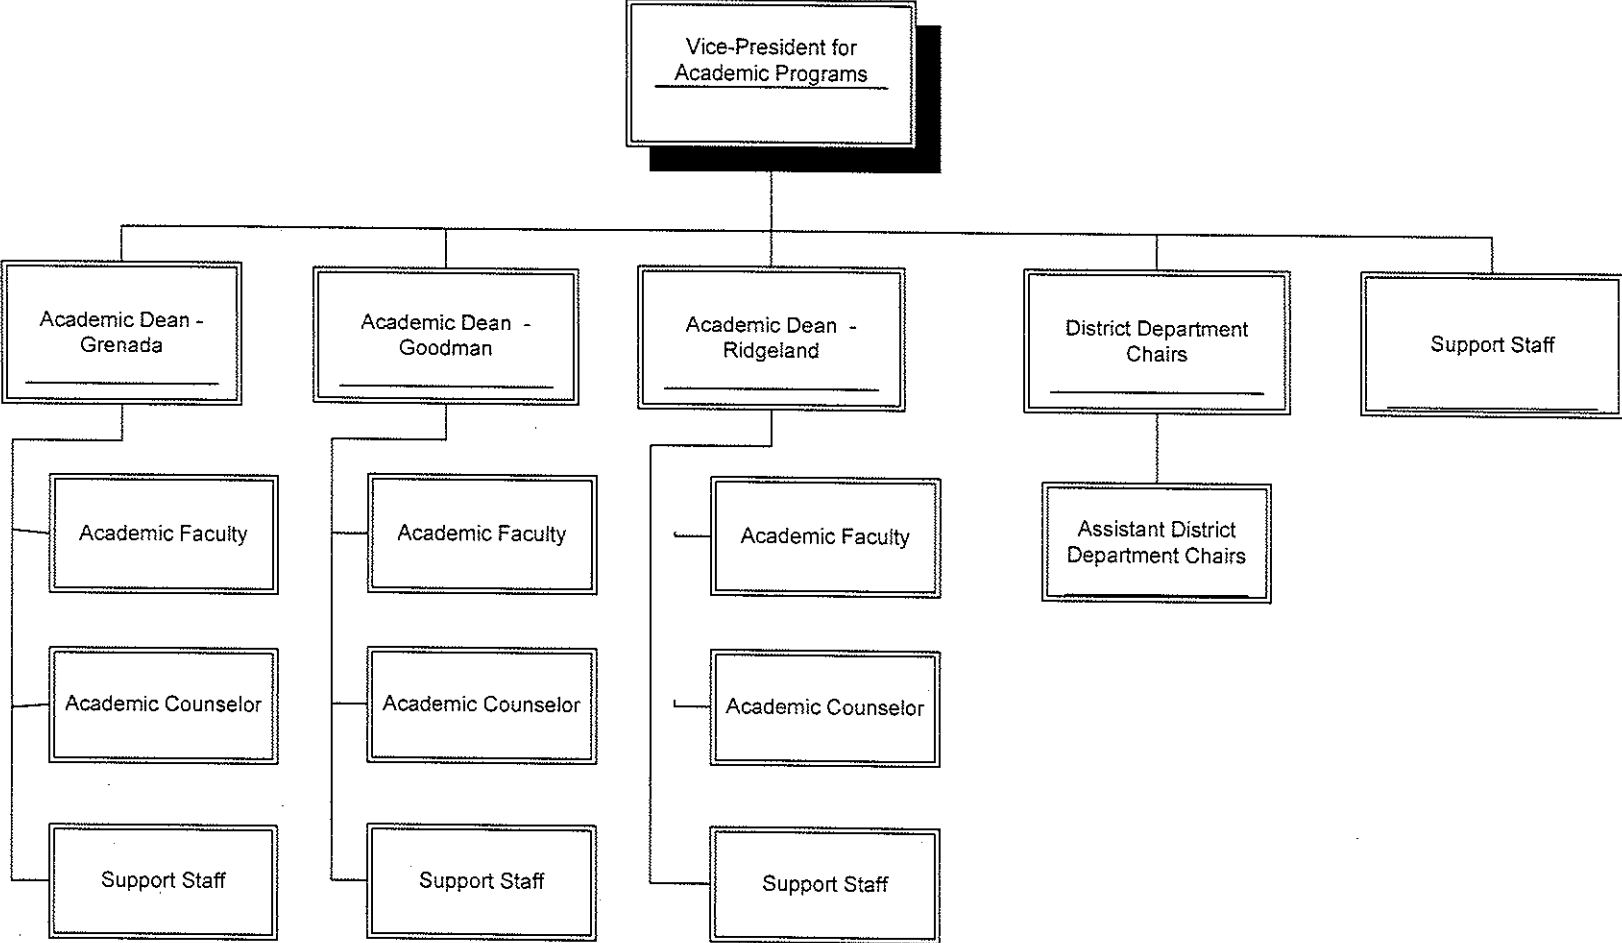 Vice-President for
Academic Programs
Academic Dean -
Grenada
Academic Dean -
Goodman
Academic Dean -
Ridgeland
District Department
Chairs
Support Staff
Academic Faculty
Academic Faculty
Academic Faculty
Assistant District
Department Chairs
Academic Counselor
Academic Counselor
Academic Counselor
Support Staff
Support Staff
Support Staff